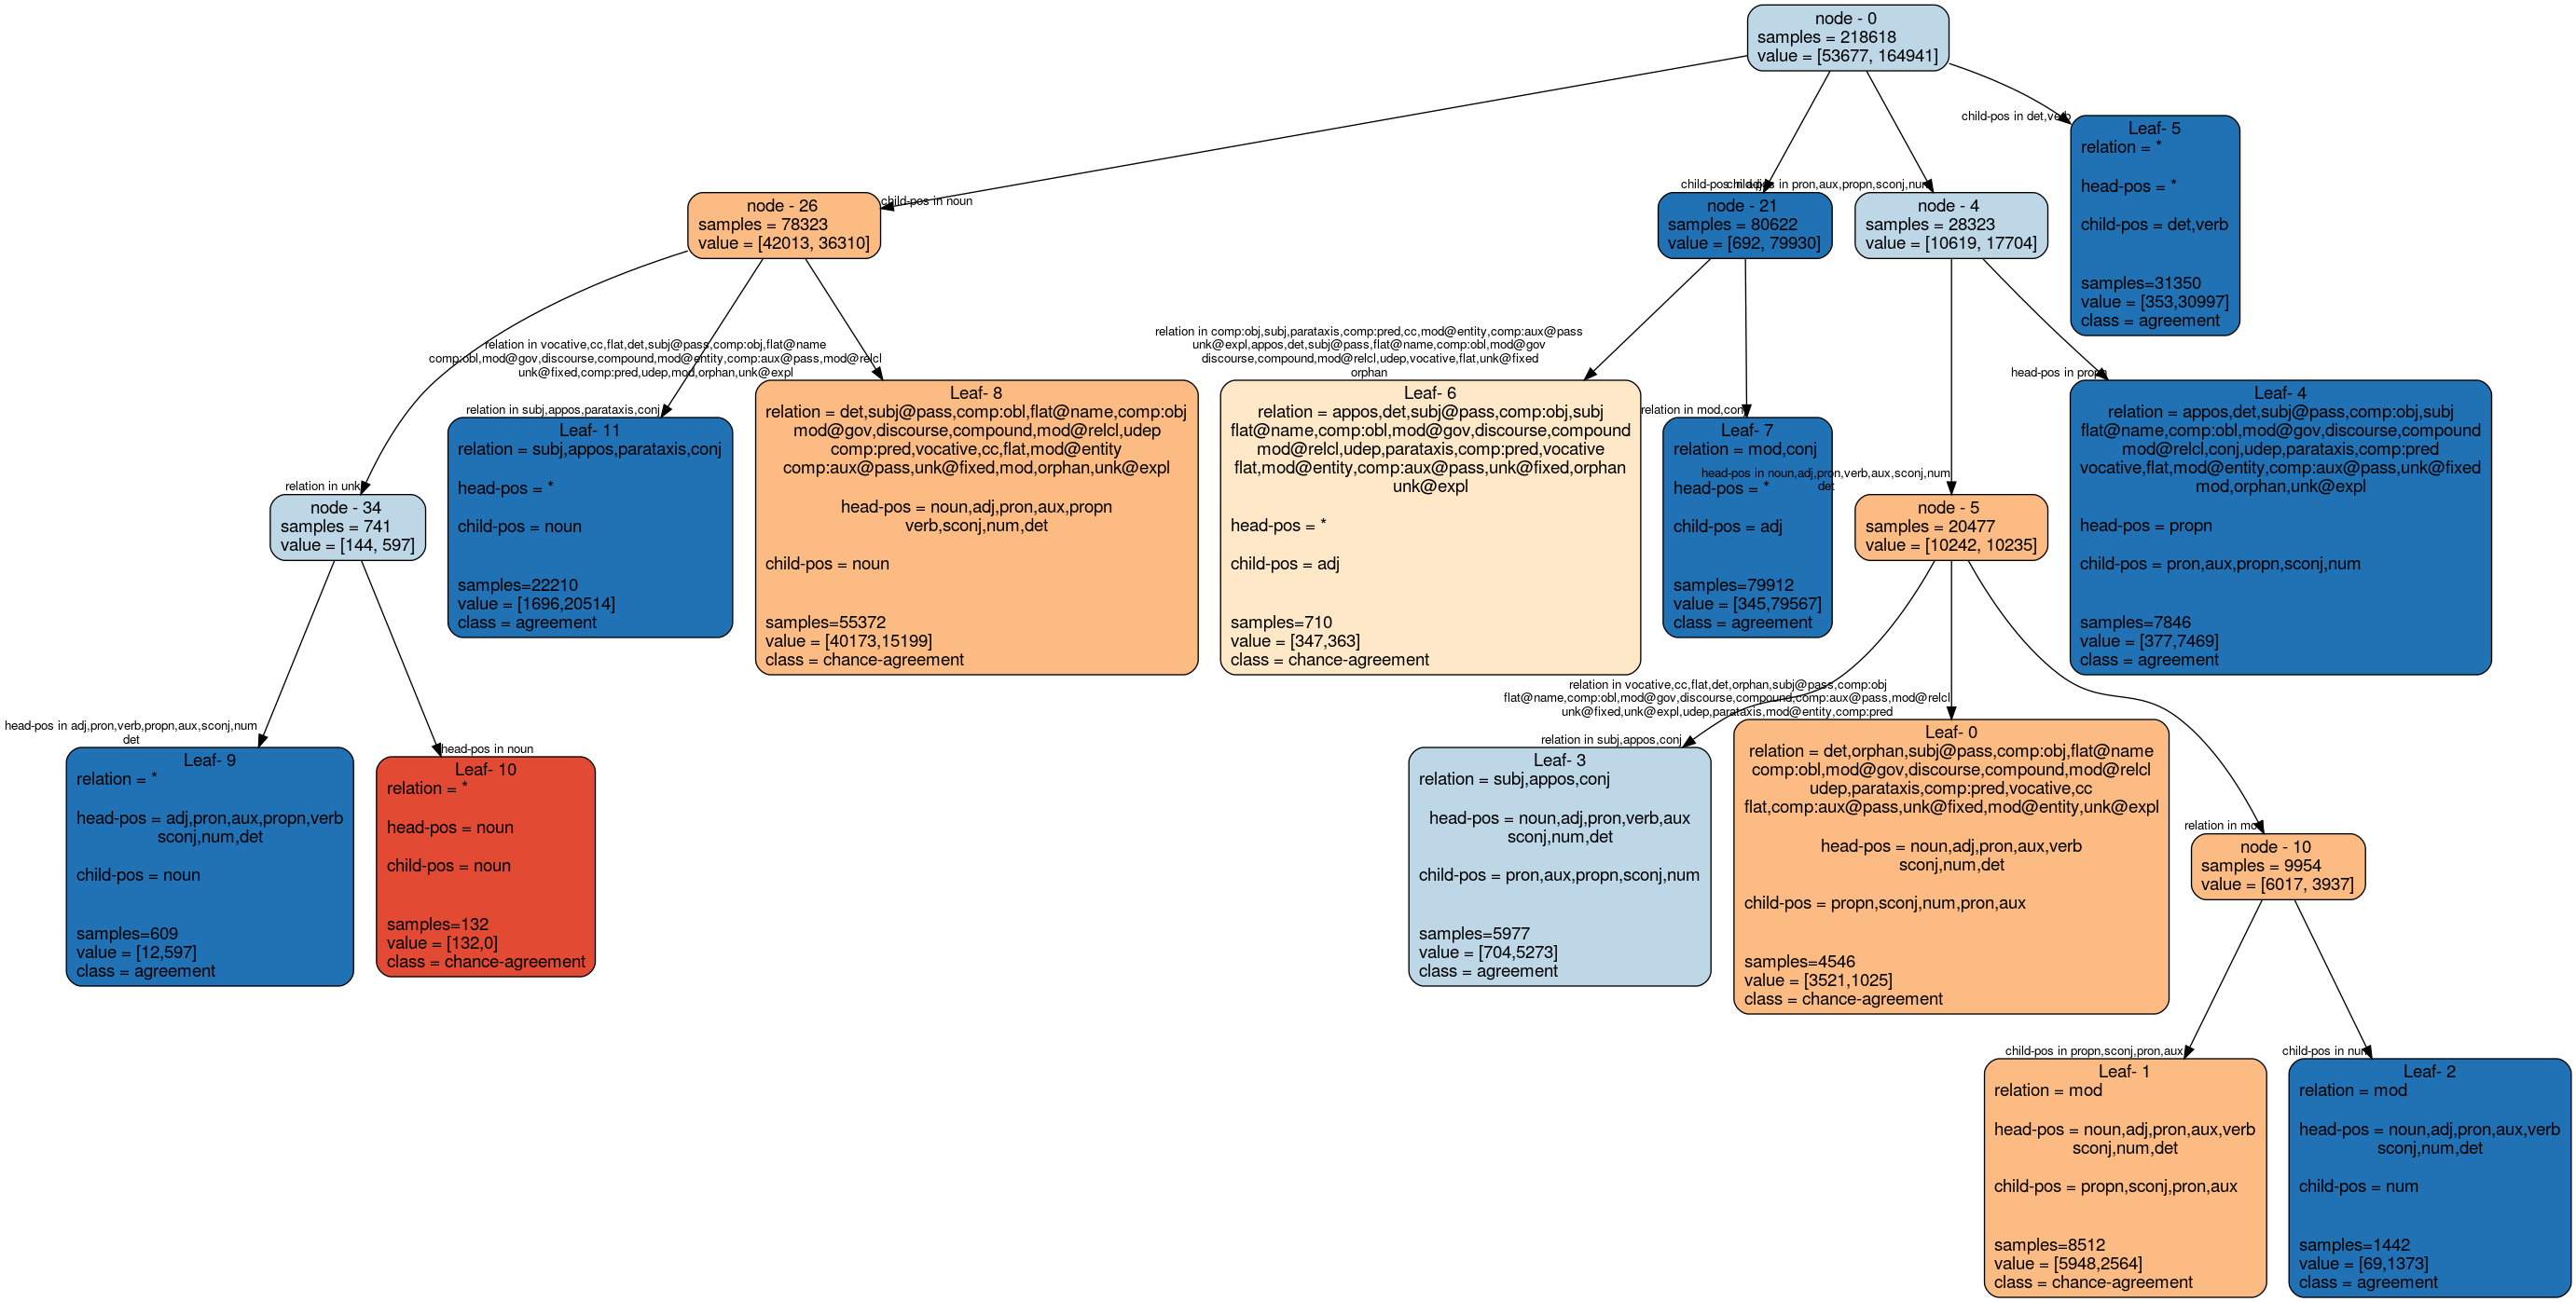 node - 0
samples = 218618
value = [53677, 164941]
child-pos in det,verb
Leaf- 5
relation = *
head-pos = *
child-pos = det,verb
samples=31350
value = [353,30997]
class = agreement
child-pos in noun
node - 26
samples = 78323
value = [42013, 36310]
child-pos in adj
node - 21
samples = 80622
value = [692, 79930]
child-pos in pron,aux,propn,sconj,num
node - 4
samples = 28323
value = [10619, 17704]
relation in vocative,cc,flat,det,subj@pass,comp:obj,flat@name
comp:obl,mod@gov,discourse,compound,mod@entity,comp:aux@pass,mod@relcl
unk@fixed,comp:pred,udep,mod,orphan,unk@expl
relation in subj,appos,parataxis,conj
Leaf- 11
relation = subj,appos,parataxis,conj
head-pos = *
child-pos = noun
samples=22210
value = [1696,20514]
class = agreement
Leaf- 8
relation = det,subj@pass,comp:obl,flat@name,comp:obj
mod@gov,discourse,compound,mod@relcl,udep
comp:pred,vocative,cc,flat,mod@entity
comp:aux@pass,unk@fixed,mod,orphan,unk@expl
head-pos = noun,adj,pron,aux,propn
verb,sconj,num,det
child-pos = noun
samples=55372
value = [40173,15199]
class = chance-agreement
relation in comp:obj,subj,parataxis,comp:pred,cc,mod@entity,comp:aux@pass
unk@expl,appos,det,subj@pass,flat@name,comp:obl,mod@gov
discourse,compound,mod@relcl,udep,vocative,flat,unk@fixed
orphan
Leaf- 6
relation = appos,det,subj@pass,comp:obj,subj
flat@name,comp:obl,mod@gov,discourse,compound
mod@relcl,udep,parataxis,comp:pred,vocative
flat,mod@entity,comp:aux@pass,unk@fixed,orphan
unk@expl
head-pos = *
child-pos = adj
samples=710
value = [347,363]
class = chance-agreement
relation in mod,conj
Leaf- 7
relation = mod,conj
head-pos = *
child-pos = adj
samples=79912
value = [345,79567]
class = agreement
head-pos in propn
Leaf- 4
relation = appos,det,subj@pass,comp:obj,subj
flat@name,comp:obl,mod@gov,discourse,compound
mod@relcl,conj,udep,parataxis,comp:pred
vocative,flat,mod@entity,comp:aux@pass,unk@fixed
mod,orphan,unk@expl
head-pos = propn
child-pos = pron,aux,propn,sconj,num
samples=7846
value = [377,7469]
class = agreement
relation in unk
node - 34
samples = 741
value = [144, 597]
head-pos in noun,adj,pron,verb,aux,sconj,num
det
node - 5
samples = 20477
value = [10242, 10235]
head-pos in adj,pron,verb,propn,aux,sconj,num
det
Leaf- 9
relation = *
head-pos = adj,pron,aux,propn,verb
sconj,num,det
child-pos = noun
samples=609
value = [12,597]
class = agreement
head-pos in noun
Leaf- 10
relation = *
head-pos = noun
child-pos = noun
samples=132
value = [132,0]
class = chance-agreement
relation in vocative,cc,flat,det,orphan,subj@pass,comp:obj
flat@name,comp:obl,mod@gov,discourse,compound,comp:aux@pass,mod@relcl
unk@fixed,unk@expl,udep,parataxis,mod@entity,comp:pred
relation in subj,appos,conj
Leaf- 3
relation = subj,appos,conj
head-pos = noun,adj,pron,verb,aux
sconj,num,det
child-pos = pron,aux,propn,sconj,num
samples=5977
value = [704,5273]
class = agreement
Leaf- 0
relation = det,orphan,subj@pass,comp:obj,flat@name
comp:obl,mod@gov,discourse,compound,mod@relcl
udep,parataxis,comp:pred,vocative,cc
flat,comp:aux@pass,unk@fixed,mod@entity,unk@expl
head-pos = noun,adj,pron,aux,verb
sconj,num,det
child-pos = propn,sconj,num,pron,aux
samples=4546
value = [3521,1025]
class = chance-agreement
relation in mod
node - 10
samples = 9954
value = [6017, 3937]
child-pos in propn,sconj,pron,aux
Leaf- 1
relation = mod
head-pos = noun,adj,pron,aux,verb
sconj,num,det
child-pos = propn,sconj,pron,aux
samples=8512
value = [5948,2564]
class = chance-agreement
child-pos in num
Leaf- 2
relation = mod
head-pos = noun,adj,pron,aux,verb
sconj,num,det
child-pos = num
samples=1442
value = [69,1373]
class = agreement